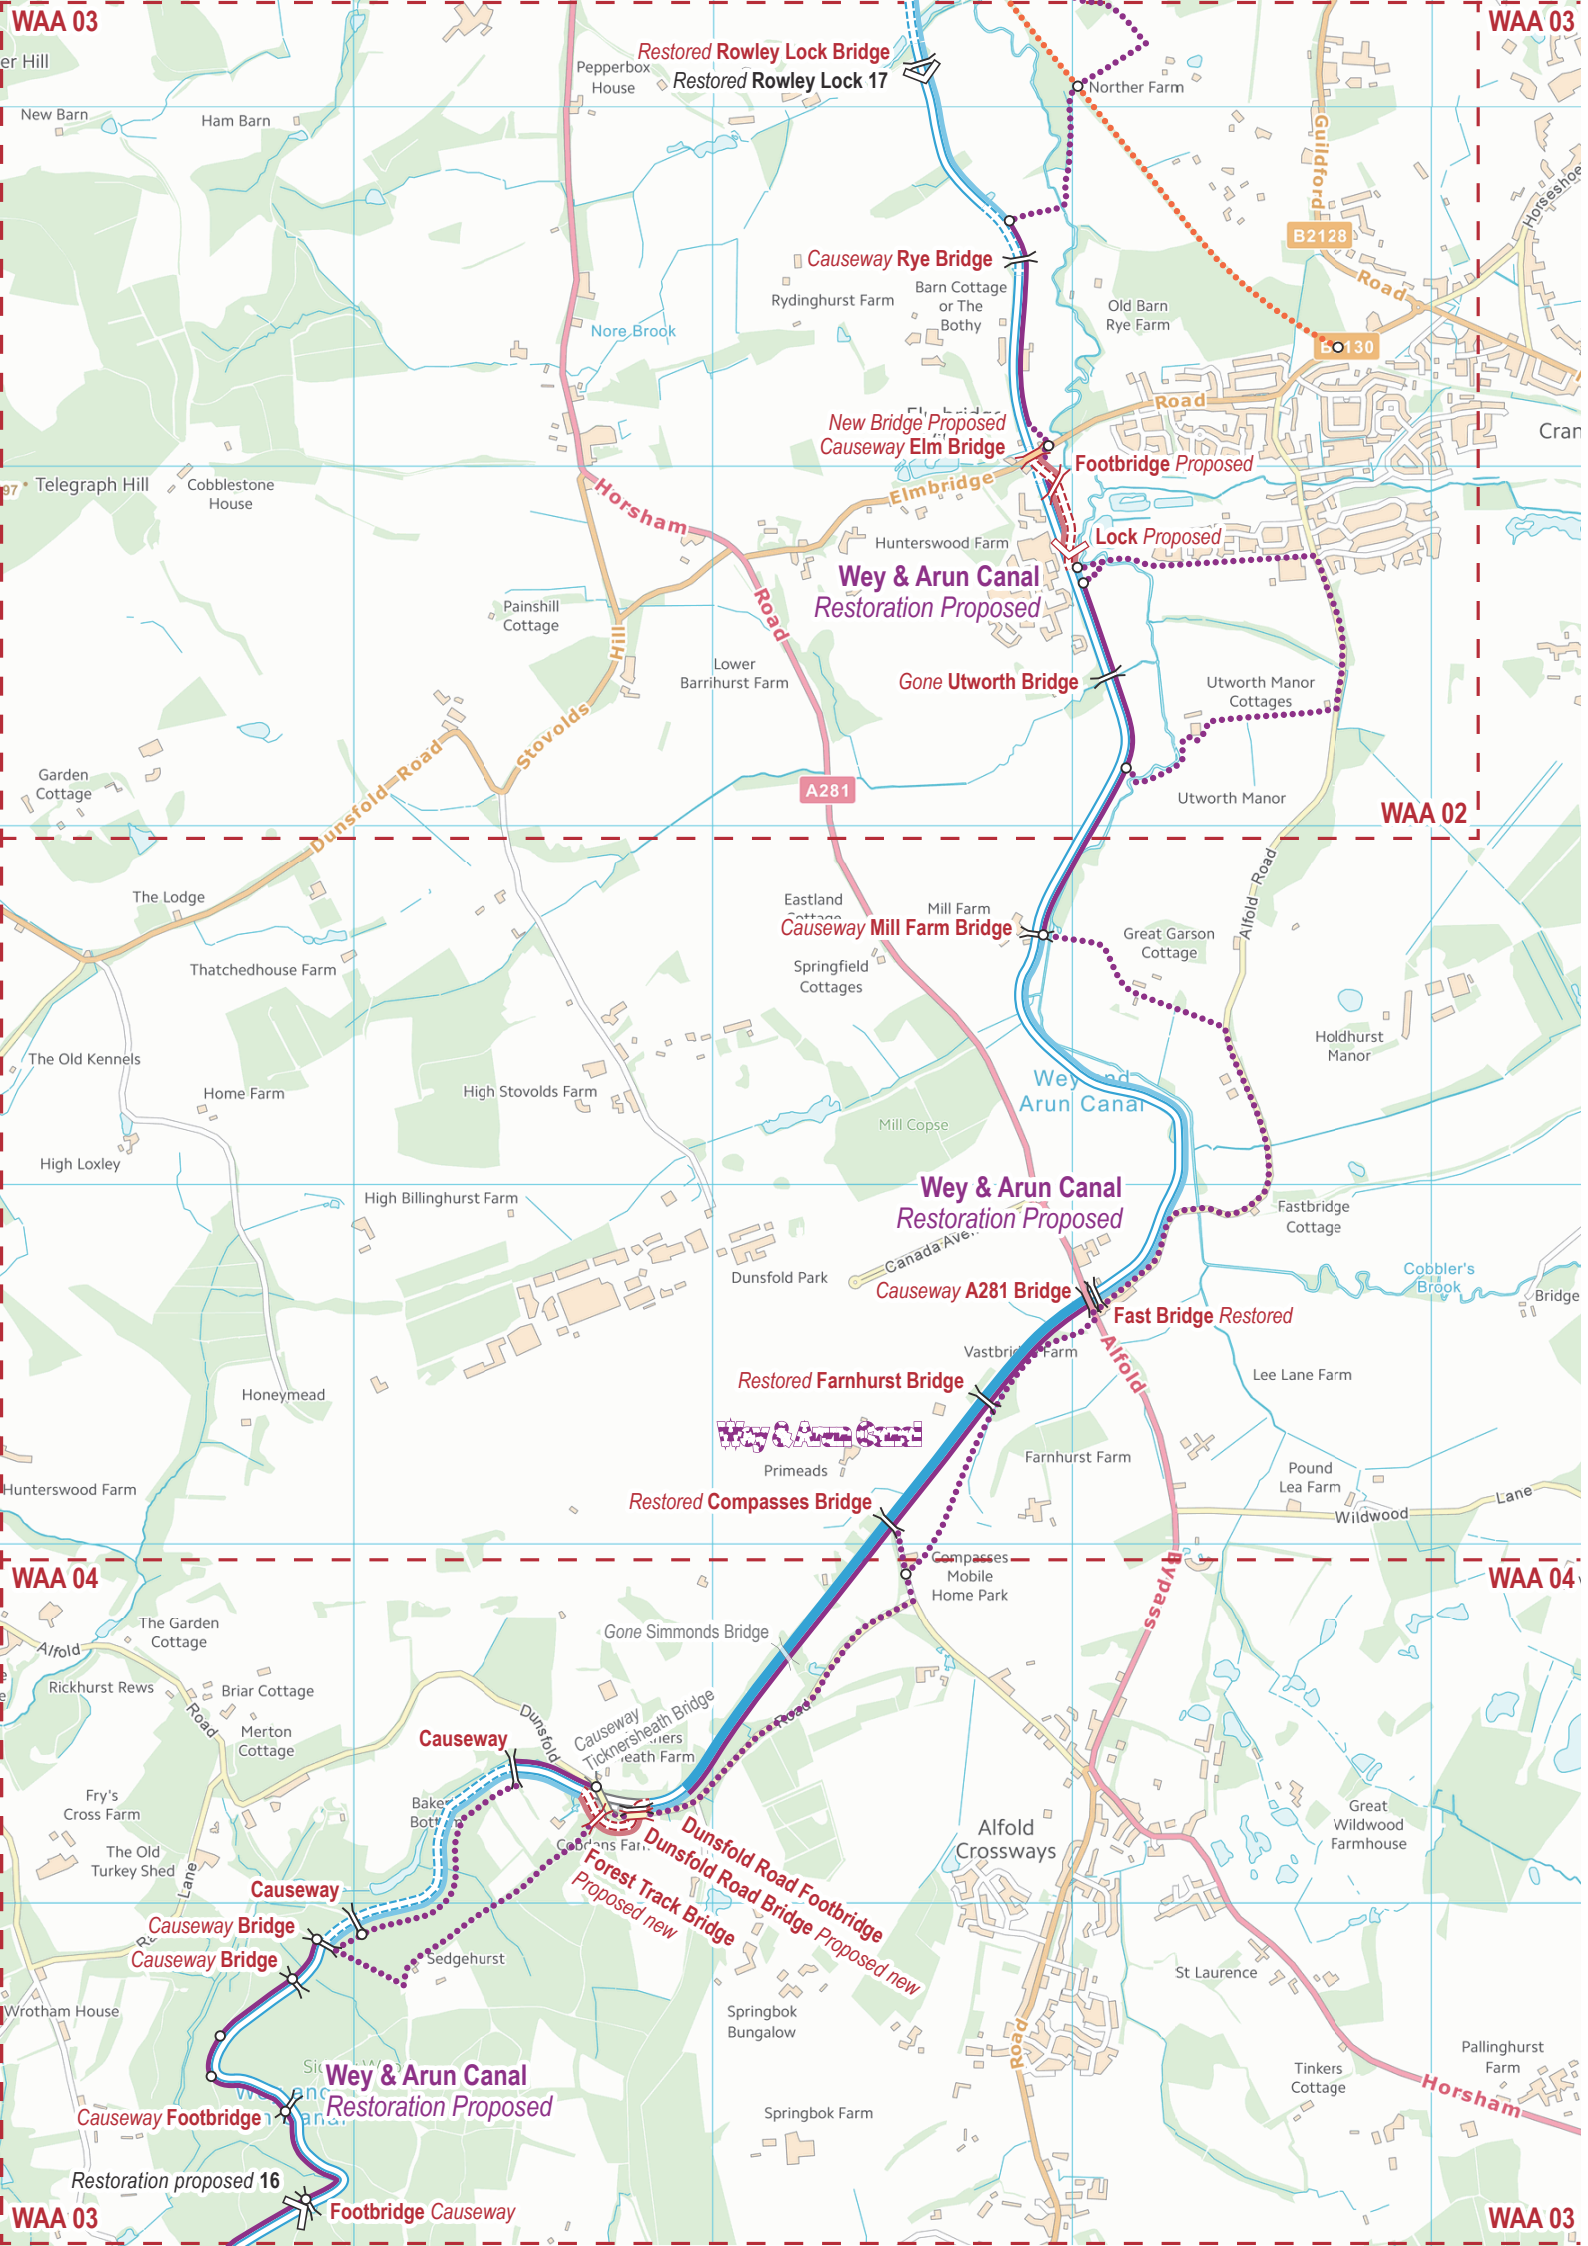 WAA 03
WAA 03
Restored Rowley Lock Bridge
Restored Rowley Lock 17
Pepperbox
House
er Hill
New Barn
Ham Barn
Norther Farm
Guildford
Horseshoe
B2128
Road
Causeway Rye Bridge
Rydinghurst Farm
Barn Cottage
or The
Bothy
Old Barn
Rye Farm
Nore Brook
Road
New Bridge Proposed
Causeway Elm Bridge
Cran
Footbridge Proposed
97
Telegraph Hill
Cobblestone
House
Horsham
Elmbridge
Lock Proposed
Hunterswood Farm
Wey & Arun Canal
Restoration Proposed
Painshill
Cottage
Hill
Road
Lower
Barrihurst Farm
Gone Utworth Bridge
Utworth Manor
Cottages
Stovolds
Dunsfold Road
Garden
Cottage
A281
Utworth Manor
WAA 02
The Lodge
Eastland
Mill Farm
Causeway Mill Farm Bridge
Alfold Road
Great Garson
Cottage
Thatchedhouse Farm
Springfield
Cottages
Holdhurst
Manor
The Old Kennels
Home Farm
High Stovolds Farm
Wey and
Arun Canal
Mill Copse
High Loxley
High Billinghurst Farm
Wey & Arun Canal
Restoration Proposed
Fastbridge
Cottage
Dunsfold Park
Cobbler's
Brook
Causeway A281 Bridge
Bridge
Fast Bridge Restored
Alfold
Lee Lane Farm
Restored Farnhurst Bridge
Honeymead
Wey & Arun Canal
Primeads
Farnhurst Farm
Pound
Lea Farm
Hunterswood Farm
Restored Compasses Bridge
Wildwood
Lane
WAA 04
Compasses
Mobile
Home Park
Bypass
WAA 04
The Garden
Cottage
Alfold
Gone Simmonds Bridge
Rickhurst Rews
Briar Cottage
Road
Merton
Cottage
Dunsfold
Causeway
Ticknersheath Bridge
Road
Causeway
Fry's
Cross Farm
The Old
Turkey Shed
Lane
Great
Wildwood
Farmhouse
Alfold
Crossways
Dunsfold Road Footbridge
Dunsfold Road Bridge Proposed new
Forest Track Bridge
Proposed new
Causeway
Causeway Bridge
Causeway Bridge
Sedgehurst
St Laurence
Wrotham House
Springbok
Bungalow
Road
Wey & Arun Canal
Restoration Proposed
Pallinghurst
Farm
Tinkers
Cottage
Horsham
Causeway Footbridge
Springbok Farm
Restoration proposed 16
Footbridge Causeway
WAA 03
WAA 03